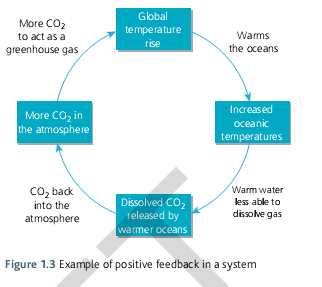 More CO₂
to act as a
greenhouse gas
Global
temperature
rise
Warms
the oceans
Increased
oceanic
temperatures
Warm water
less able to
dissolve gas
Dissolved CO₂
released by
warmer oceans
CO₂ back
into the
atmosphere
More CO₂ in
the atmosphere
Figure 1.3 Example of positive feedback in a system